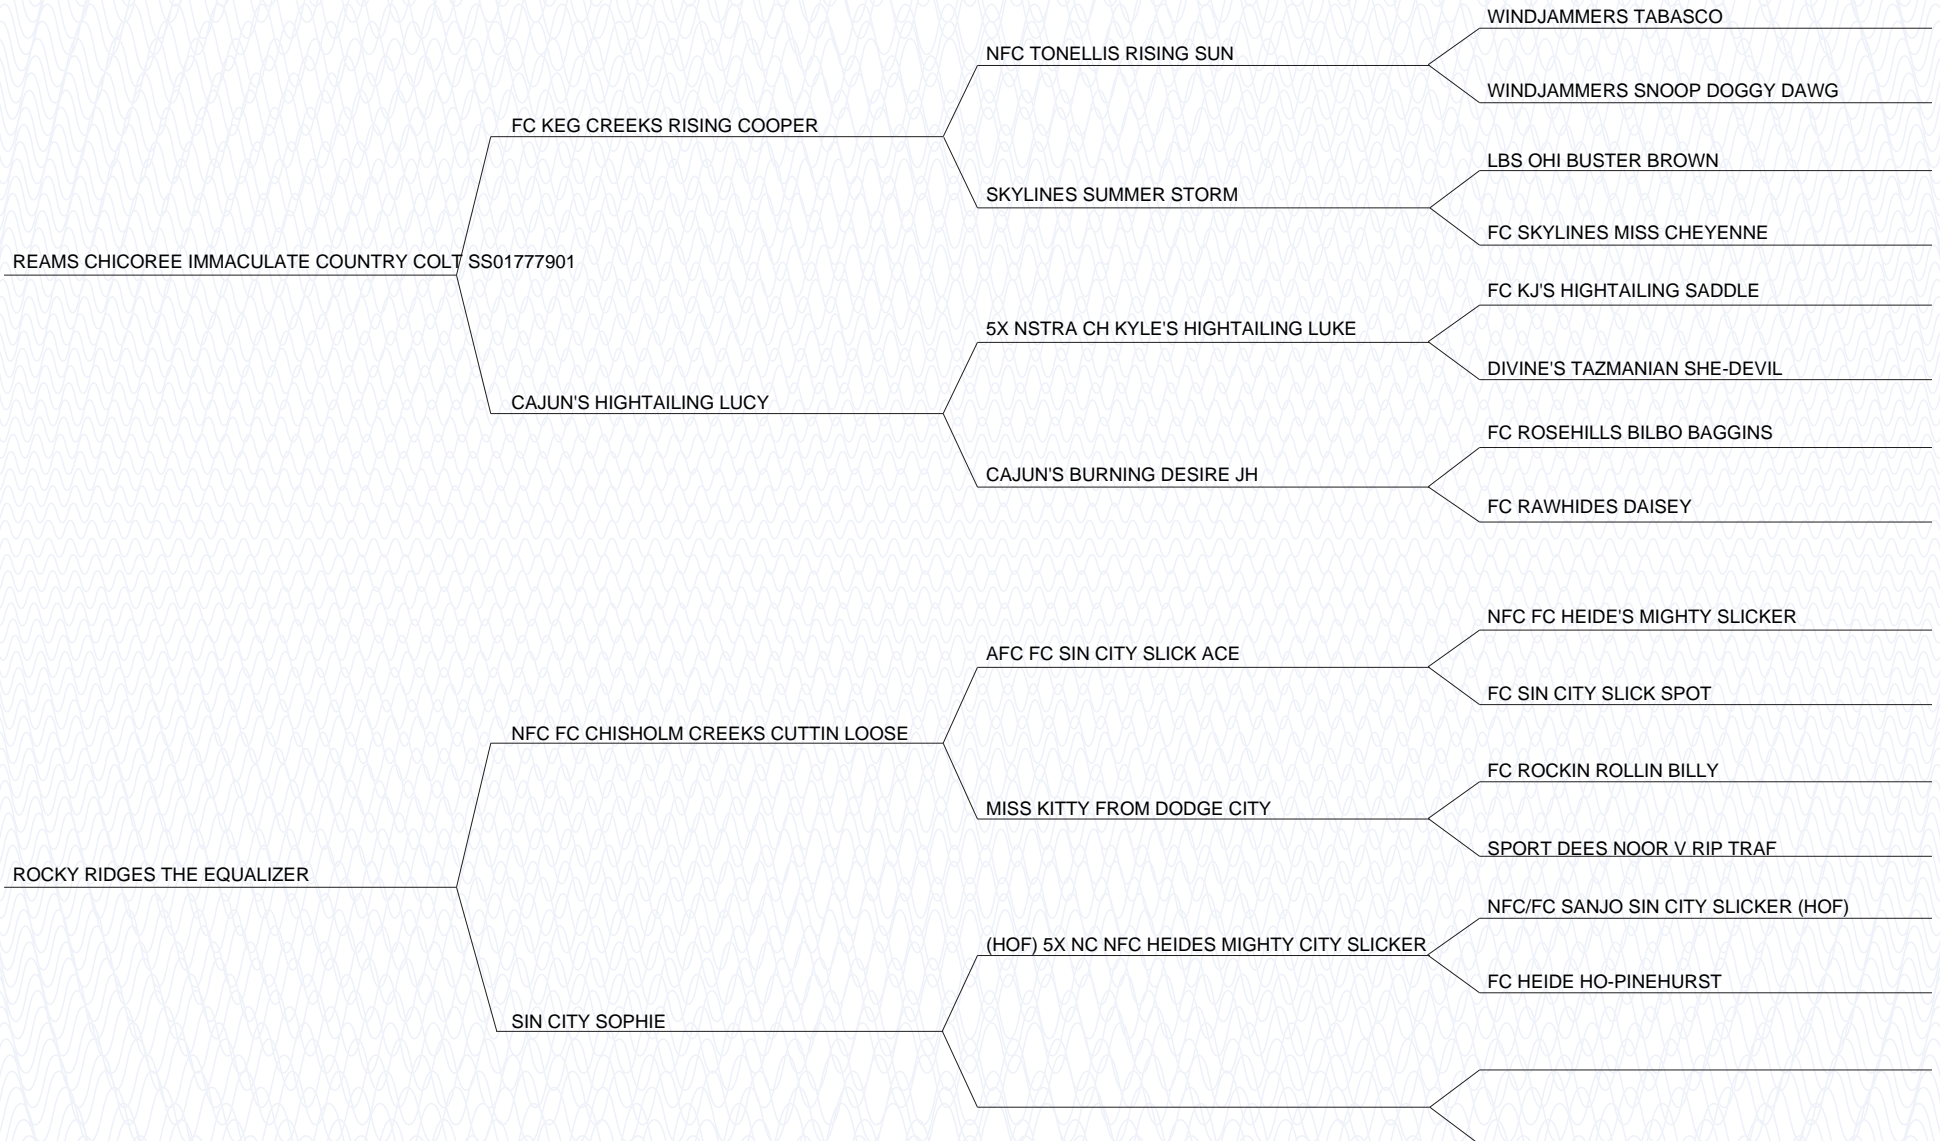 WINDJAMMERS TABASCO
NFC TONELLIS RISING SUN
WINDJAMMERS SNOOP DOGGY DAWG
FC KEG CREEKS RISING COOPER
LBS OHI BUSTER BROWN
SKYLINES SUMMER STORM
FC SKYLINES MISS CHEYENNE
REAMS CHICOREE IMMACULATE COUNTRY COLT SS01777901
FC KJ'S HIGHTAILING SADDLE
5X NSTRA CH KYLE'S HIGHTAILING LUKE
DIVINE'S TAZMANIAN SHE-DEVIL
CAJUN'S HIGHTAILING LUCY
FC ROSEHILLS BILBO BAGGINS
CAJUN'S BURNING DESIRE JH
FC RAWHIDES DAISEY
NFC FC HEIDE'S MIGHTY SLICKER
AFC FC SIN CITY SLICK ACE
FC SIN CITY SLICK SPOT
NFC FC CHISHOLM CREEKS CUTTIN LOOSE
FC ROCKIN ROLLIN BILLY
MISS KITTY FROM DODGE CITY
SPORT DEES NOOR V RIP TRAF
ROCKY RIDGES THE EQUALIZER
NFC/FC SANJO SIN CITY SLICKER (HOF)
(HOF) 5X NC NFC HEIDES MIGHTY CITY SLICKER
FC HEIDE HO-PINEHURST
SIN CITY SOPHIE